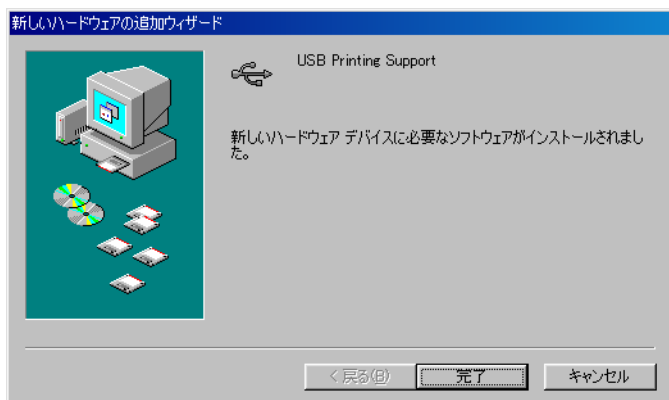 新しいハードウェアの追加ウィザード
USB Printing Support
新しいハードウェア デバイスに必要なソフトウェアがインストールされまし
た。
< 戻る(B)
完了
キャンセル